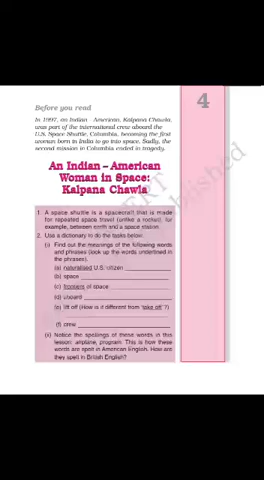 4
Before you read
In 1997, an Indian – American, Kalpana Chawla,
was part of the international crew aboard the
U.S. Space Shuttle, Columbia, becoming the first
woman born in India to go into space. Sadly, the
second mission in Columbia ended in tragedy.
An Indian – American
Woman in Space:
Kalpana Chawla
1. A space shuttle is a spacecraft that is made
for repeated space travel (unlike a rocket), for
example, between earth and a space station.
2. Use a dictionary to do the tasks below.
(i) Find out the meanings of the following words
and phrases (look up the words underlined in
the phrases).
(a) naturalised U.S. citizen
(b) space
(c) frontiers of space
(d) aboard
(e) lift off (How is it different from 'take off'?)
(f) crew
(ii) Notice the spellings of these words in this
lesson: airplane, program. This is how these
words are spelt in American English. How are
they spelt in British English?